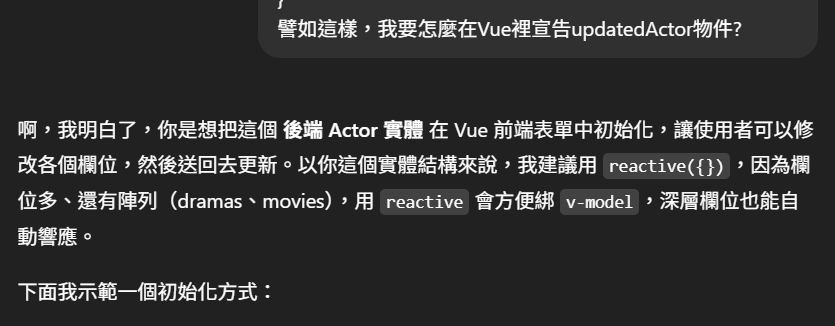 }
譬如這樣，我要怎麼在Vue裡宣告updatedActor物件?
啊，我明白了，你是想把這個 後端 Actor 實體 在 Vue 前端表單中初始化，讓使用者可以修
改各個欄位，然後送回去更新。以你這個實體結構來說，我建議用 reactive({})，因為欄
位多、還有陣列（dramas、movies），用 reactive 會方便綁 v-model，深層欄位也能自
動響應。
下面我示範一個初始化方式：